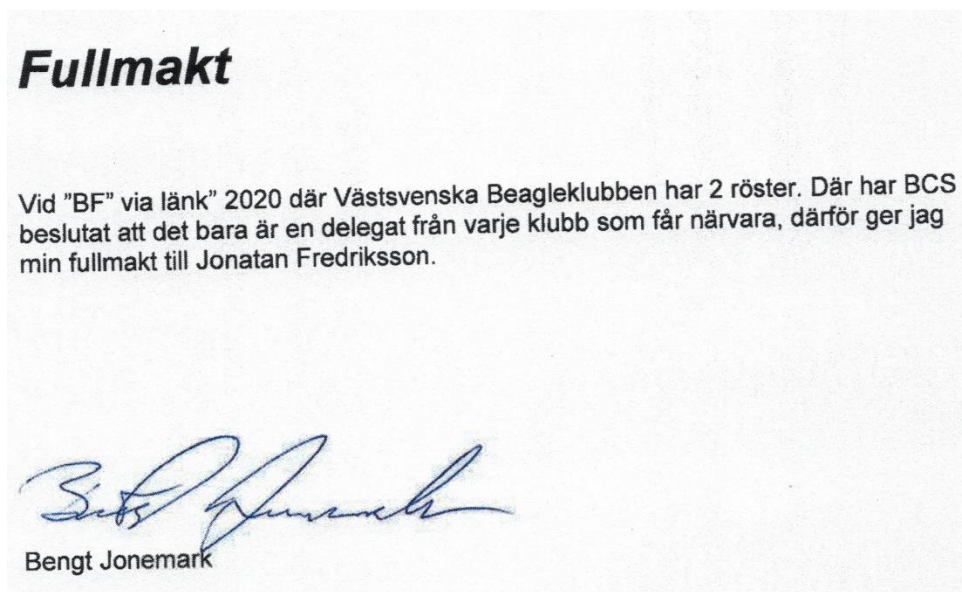 Fullmakt
Vid "BF" via länk" 2020 där Västsvenska Beagleklubben har 2 röster. Där har BCS
beslutat att det bara är en delegat från varje klubb som får närvara, därför ger jag
min fullmakt till Jonatan Fredriksson.
Bengt Jonemark
Bengt Jonemark